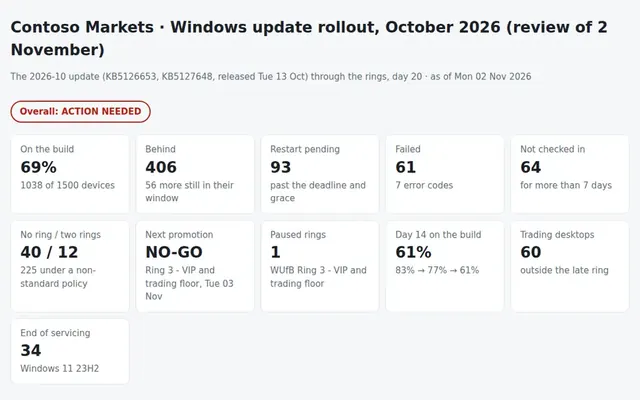 Contoso Markets · Windows update rollout, October 2026 (review of 2
November)
The 2026-10 update (KB5126653, KB5127648, released Tue 13 Oct) through the rings, day 20 · as of Mon 02 Nov 2026
Overall: ACTION NEEDED
On the build
69%
1038 of 1500 devices
Behind
406
56 more still in their
window
Restart pending
93
past the deadline and
grace
Failed
61
7 error codes
Not checked in
64
for more than 7 days
No ring / two rings
40 / 12
225 under a non-
standard policy
Next promotion
NO-GO
Ring 3 - VIP and
trading floor, Tue 03
Nov
Paused rings
1
WUfB Ring 3 - VIP and
trading floor
Day 14 on the build
61%
83% → 77% → 61%
Trading desktops
60
outside the late ring
End of servicing
34
Windows 11 23H2